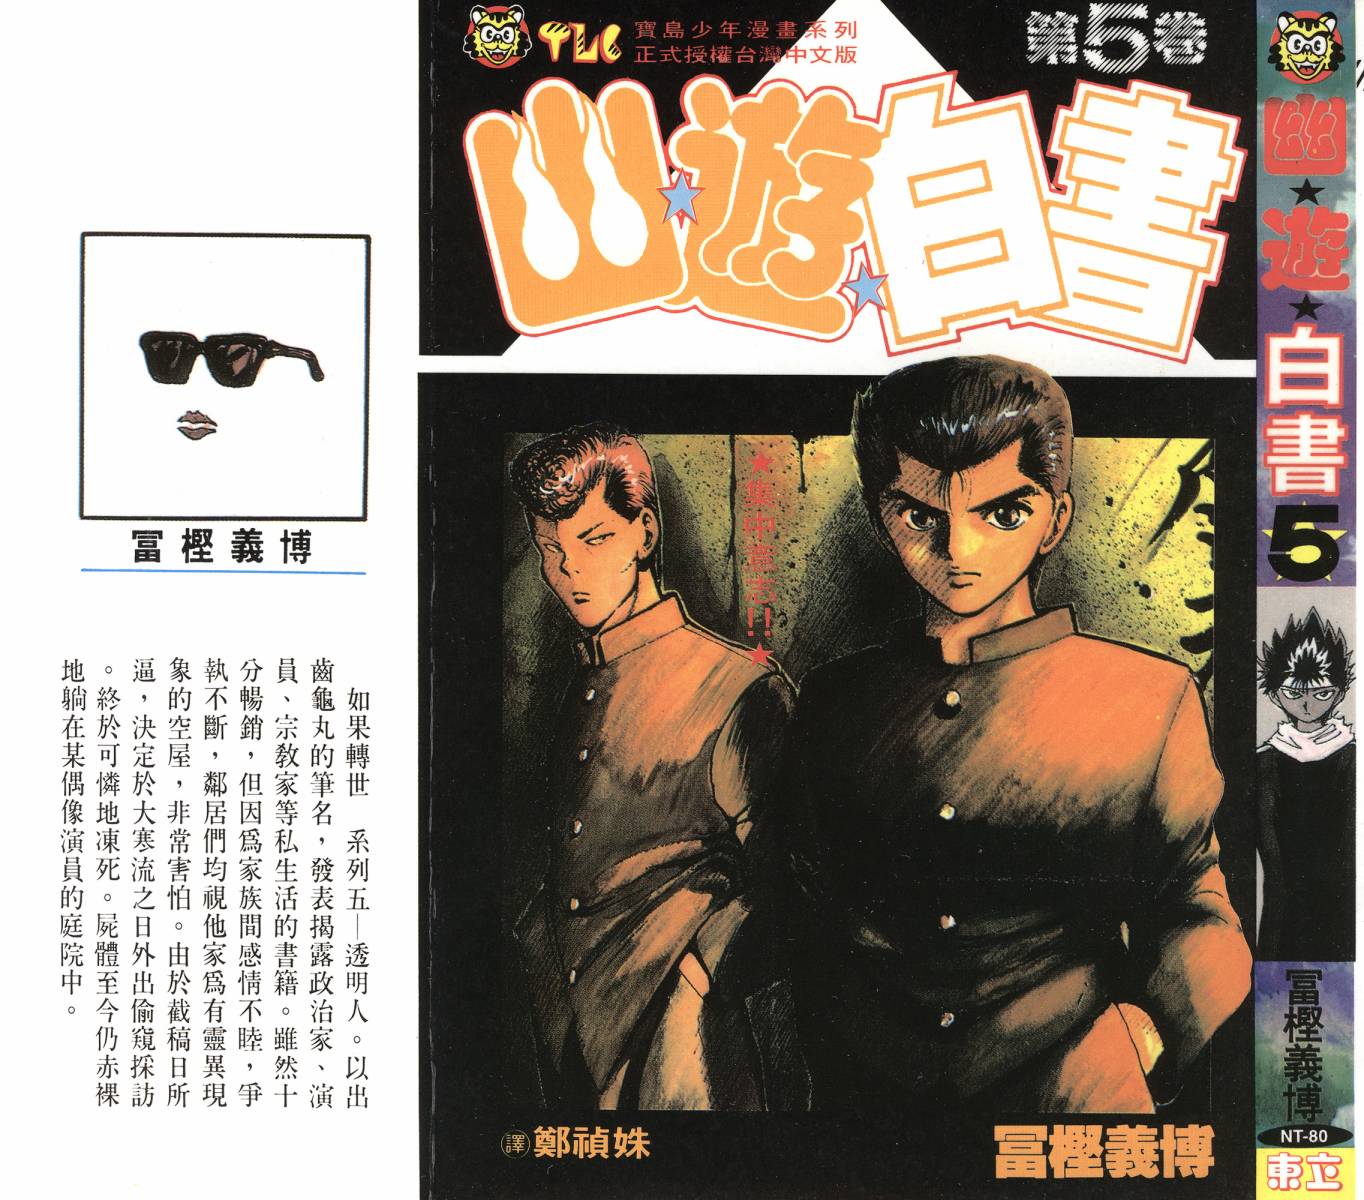 TLC
寶島少年漫畫系列
正式授權台灣中文版
第5巻
幽★遊★白書
★集中意志!!★
譯 鄭禎姝
冨樫義博
冨樫義博
如果轉世 系列五—透明人。以出
齒龜丸的筆名，發表揭露政治家、演
員、宗教家等私生活的書籍。雖然十
分暢銷，但因爲家族間感情不睦，爭
執不斷，鄰居們均視他家爲有靈異現
象的空屋，非常害怕。由於截稿日所
逼，決定於大寒流之日外出偷窺採訪
。終於可憐地凍死。屍體至今仍赤裸
地躺在某偶像演員的庭院中。
幽★遊★白書
5
冨樫義博
NT-80
東立